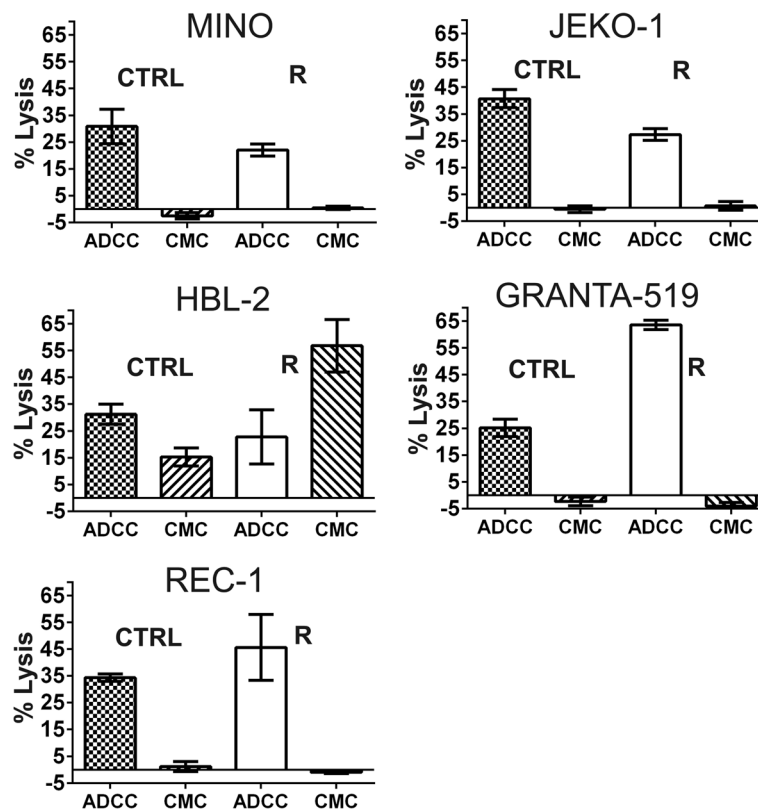 MINO
% Lysis
65
55
45
35
25
15
5
-5
CTRL
R
ADCC CMC ADCC CMC
JEKO-1
% Lysis
65
55
45
35
25
15
5
-5
CTRL
R
ADCC CMC ADCC CMC
HBL-2
% Lysis
65
55
45
35
25
15
5
-5
CTRL R
ADCC CMC ADCC CMC
GRANTA-519
% Lysis
65
55
45
35
25
15
5
-5
CTRL R
ADCC CMC ADCC CMC
REC-1
% Lysis
65
55
45
35
25
15
5
-5
CTRL R
ADCC CMC ADCC CMC